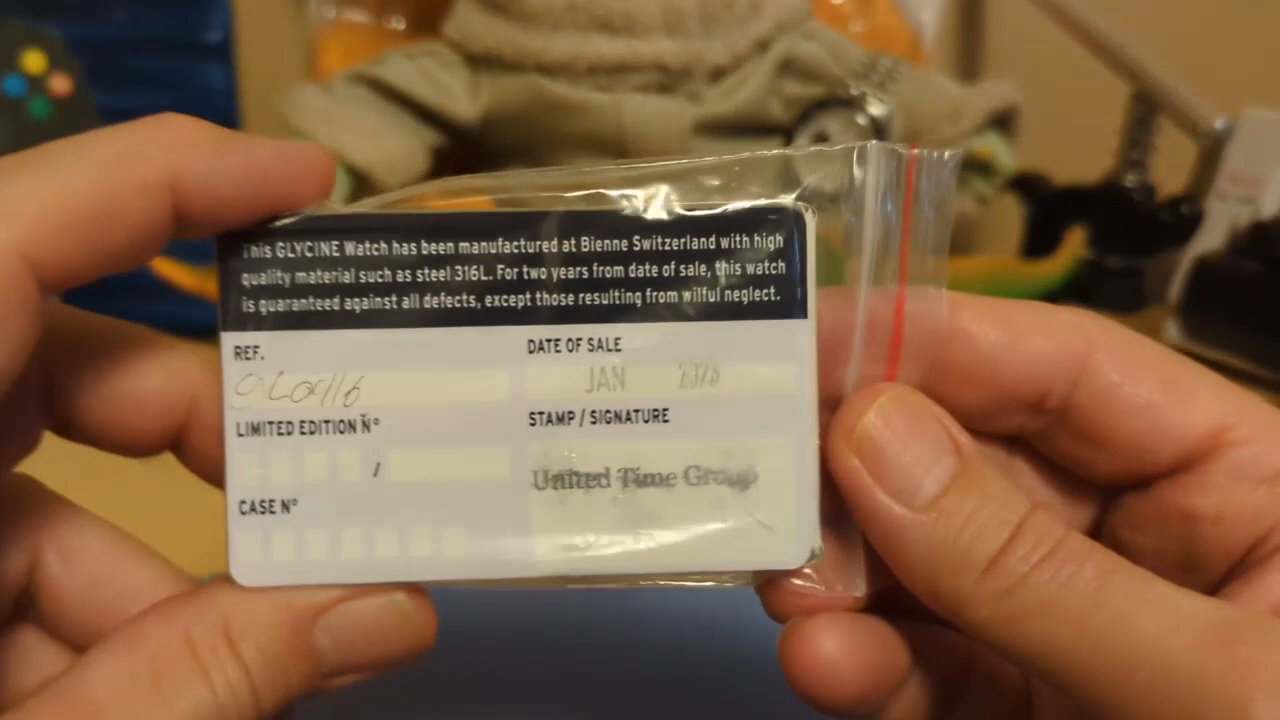 This GLYCINE Watch has been manufactured at Bienne Switzerland with high
quality material such as steel 316L. For two years from date of sale, this watch
is guaranteed against all defects, except those resulting from wilful neglect.
REF.
DATE OF SALE
JAN
LIMITED EDITION N°
/
STAMP / SIGNATURE
United Time Group
CASE N°